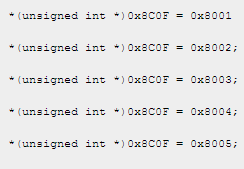 *(unsigned int *)0x8C0F = 0x8001
*(unsigned int *)0x8C0F = 0x8002;
*(unsigned int *)0x8C0F = 0x8003;
*(unsigned int *)0x8C0F = 0x8004;
*(unsigned int *)0x8C0F = 0x8005;